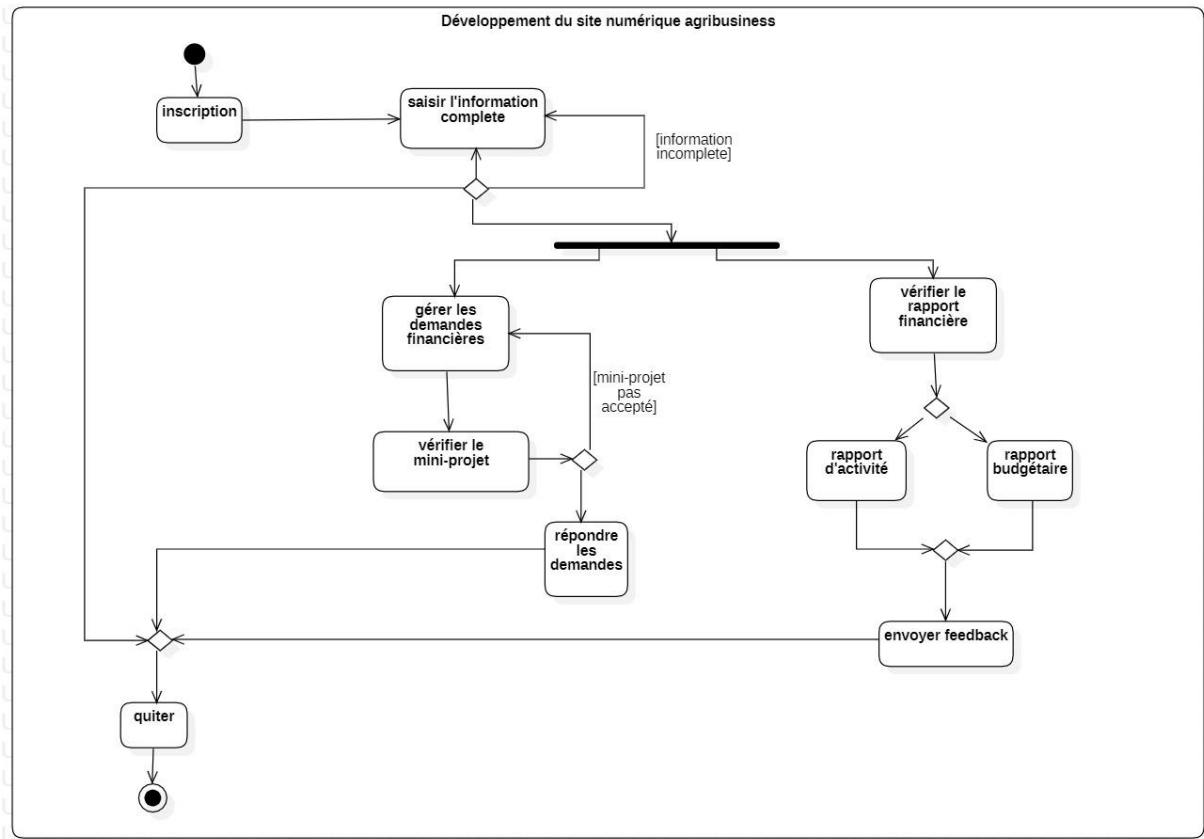 Développement du site numérique agribusiness
inscription
saisir l'information
complete
[information
incomplete]
gérer les
demandes
financières
vérifier le
rapport
financière
[mini-projet
pas
accepté]
vérifier le
mini-projet
rapport
d'activité
rapport
budgétaire
répondre
les
demandes
envoyer feedback
quiter